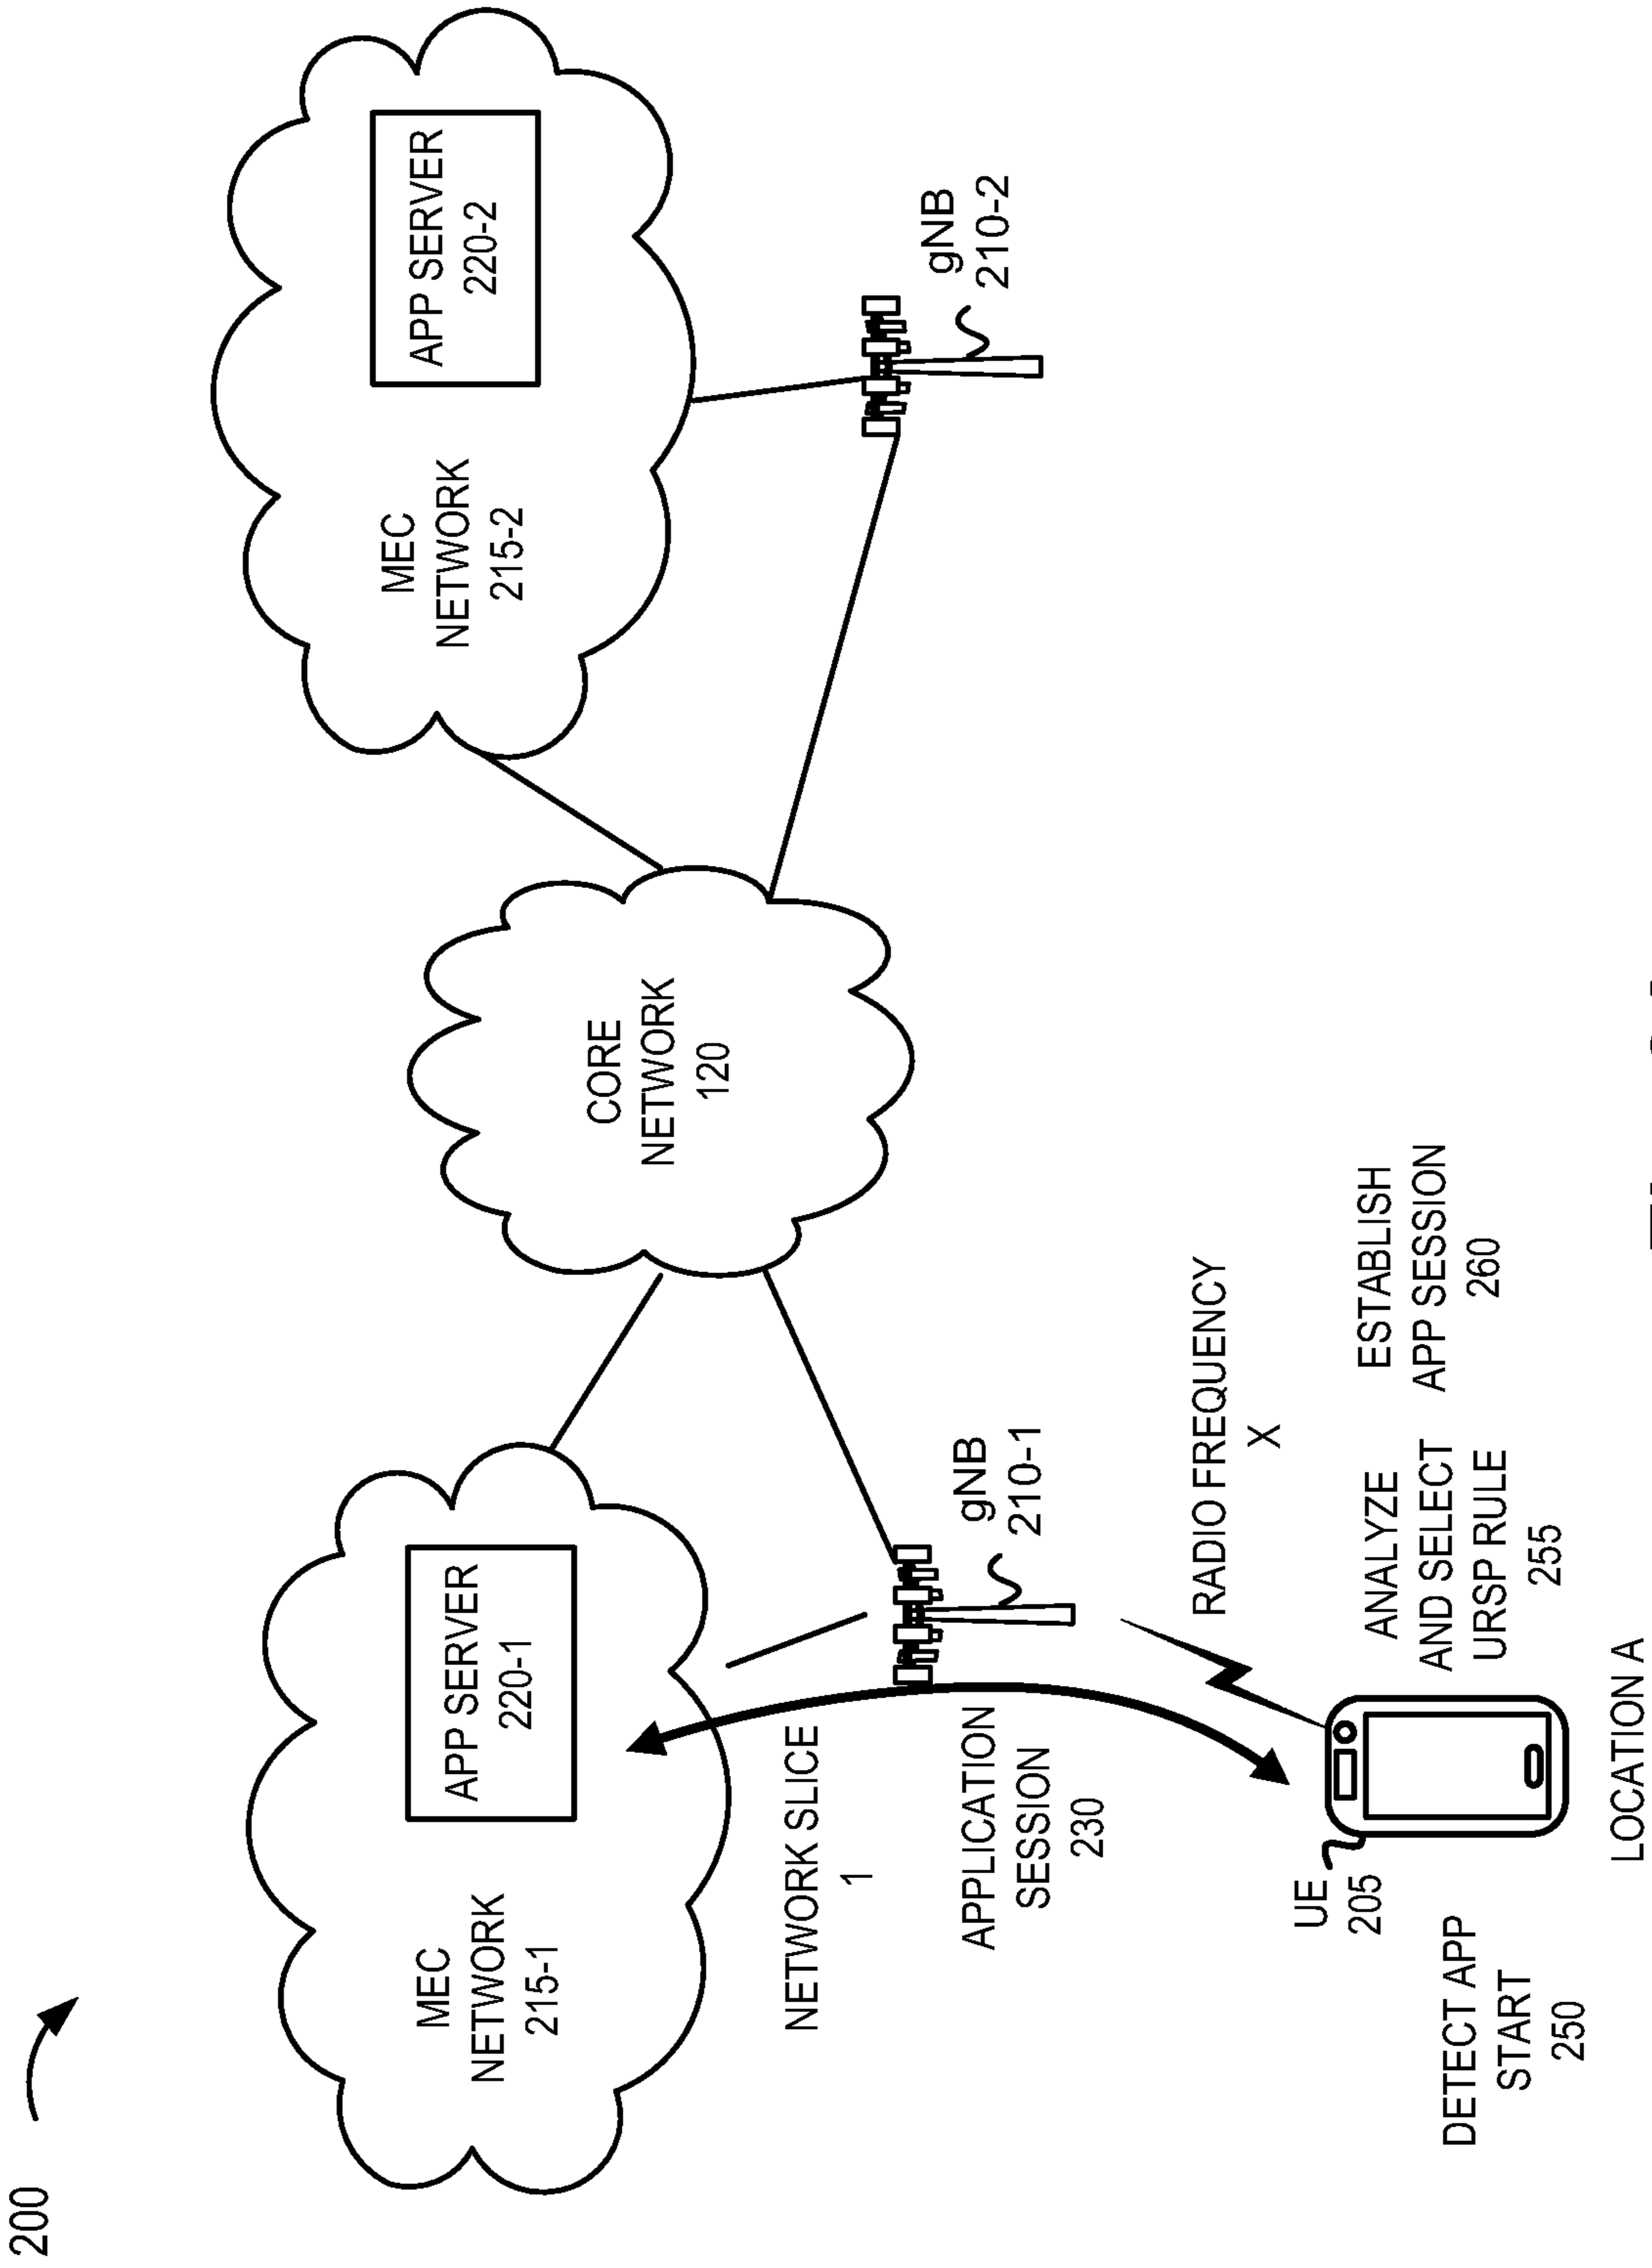 200
MEC
NETWORK
215-1
APP SERVER
220-1
MEC
NETWORK
215-2
APP SERVER
220-2
CORE
NETWORK
120
NETWORK SLICE
1
gNB
210-1
gNB
210-2
APPLICATION
SESSION
230
RADIO FREQUENCY
X
UE
205
DETECT APP
START
250
ANALYZE
AND SELECT
URSP RULE
255
ESTABLISH
APP SESSION
260
LOCATION A